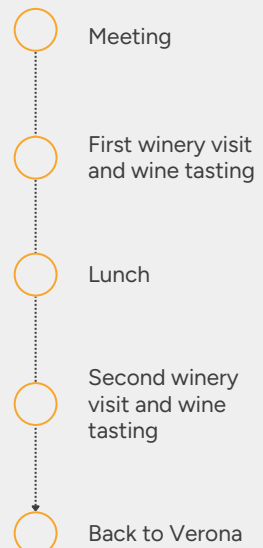 Meeting
First winery visit
and wine tasting
Lunch
Second winery
visit and wine
tasting
Back to Verona